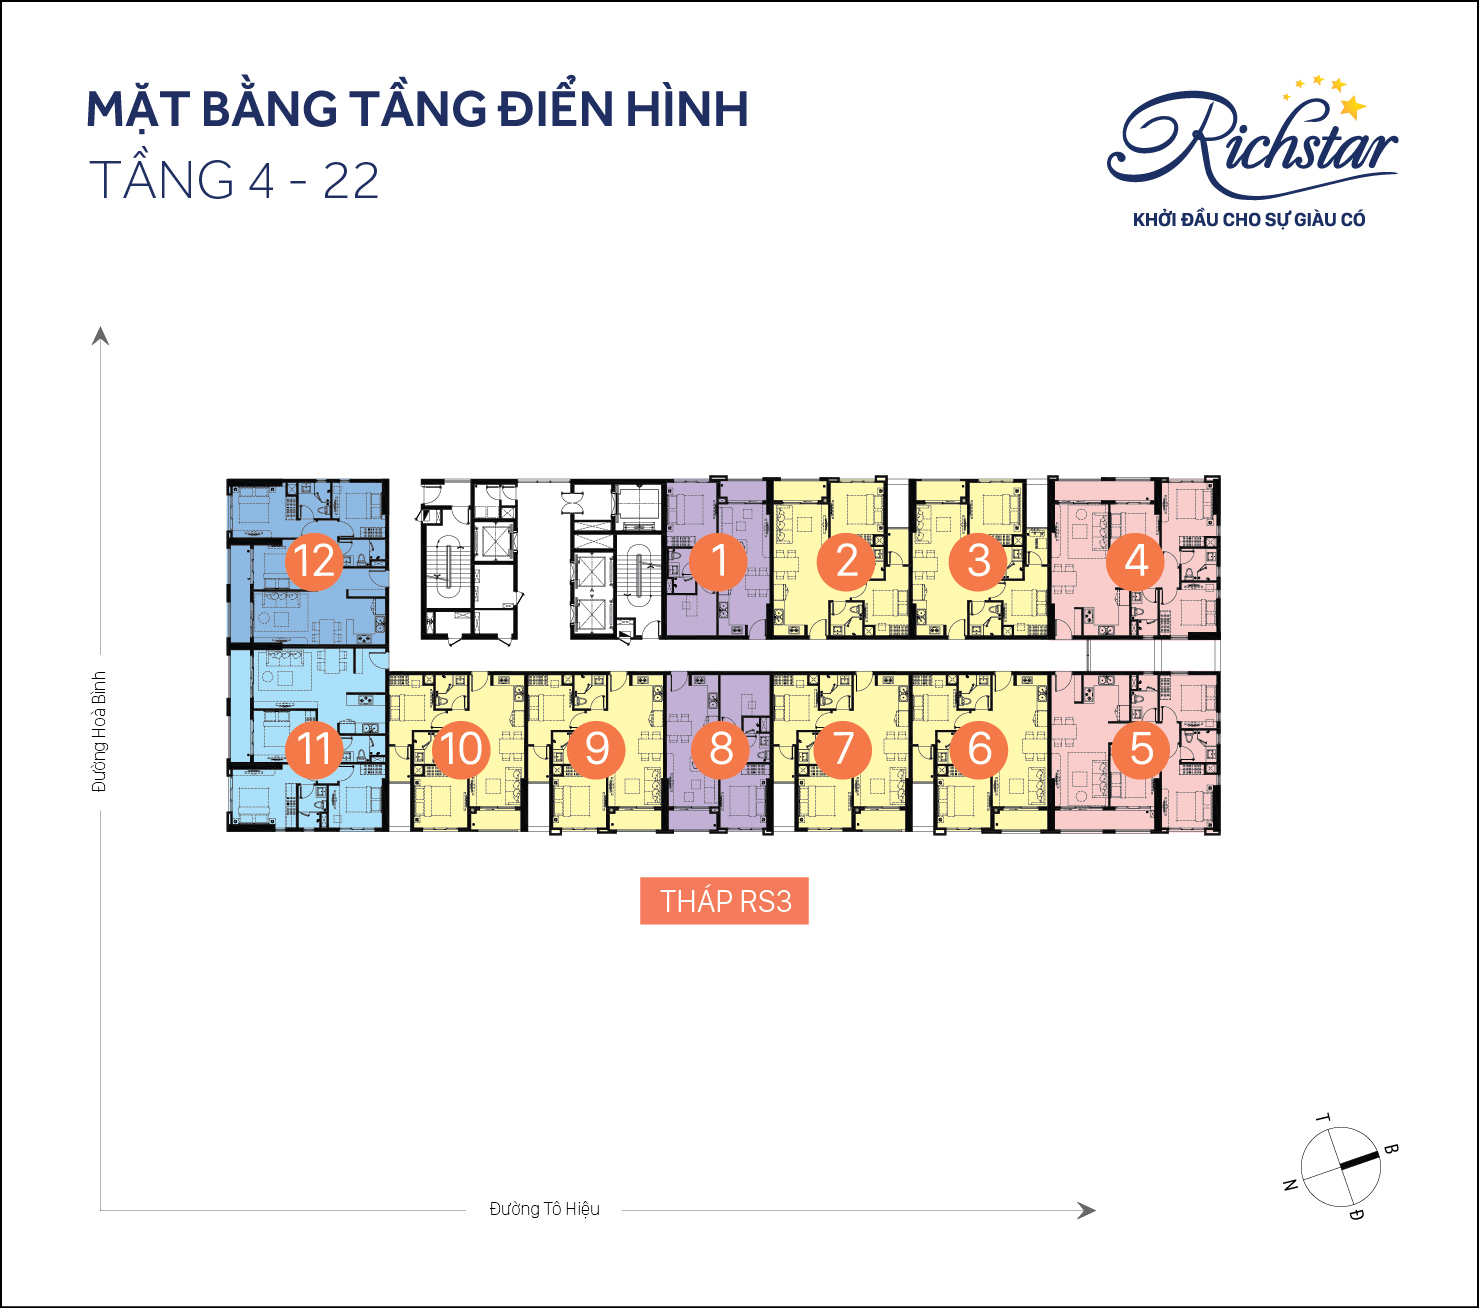 MẶT BẰNG TẦNG ĐIỂN HÌNH
TẦNG 4 - 22
Richstar
KHỞI ĐẦU CHO SỰ GIÀU CÓ
12
1
2
3
4
11
10
9
8
7
6
5
Đường Hoà Bình
THÁP RS3
Đường Tô Hiệu
T
B
N
Đ